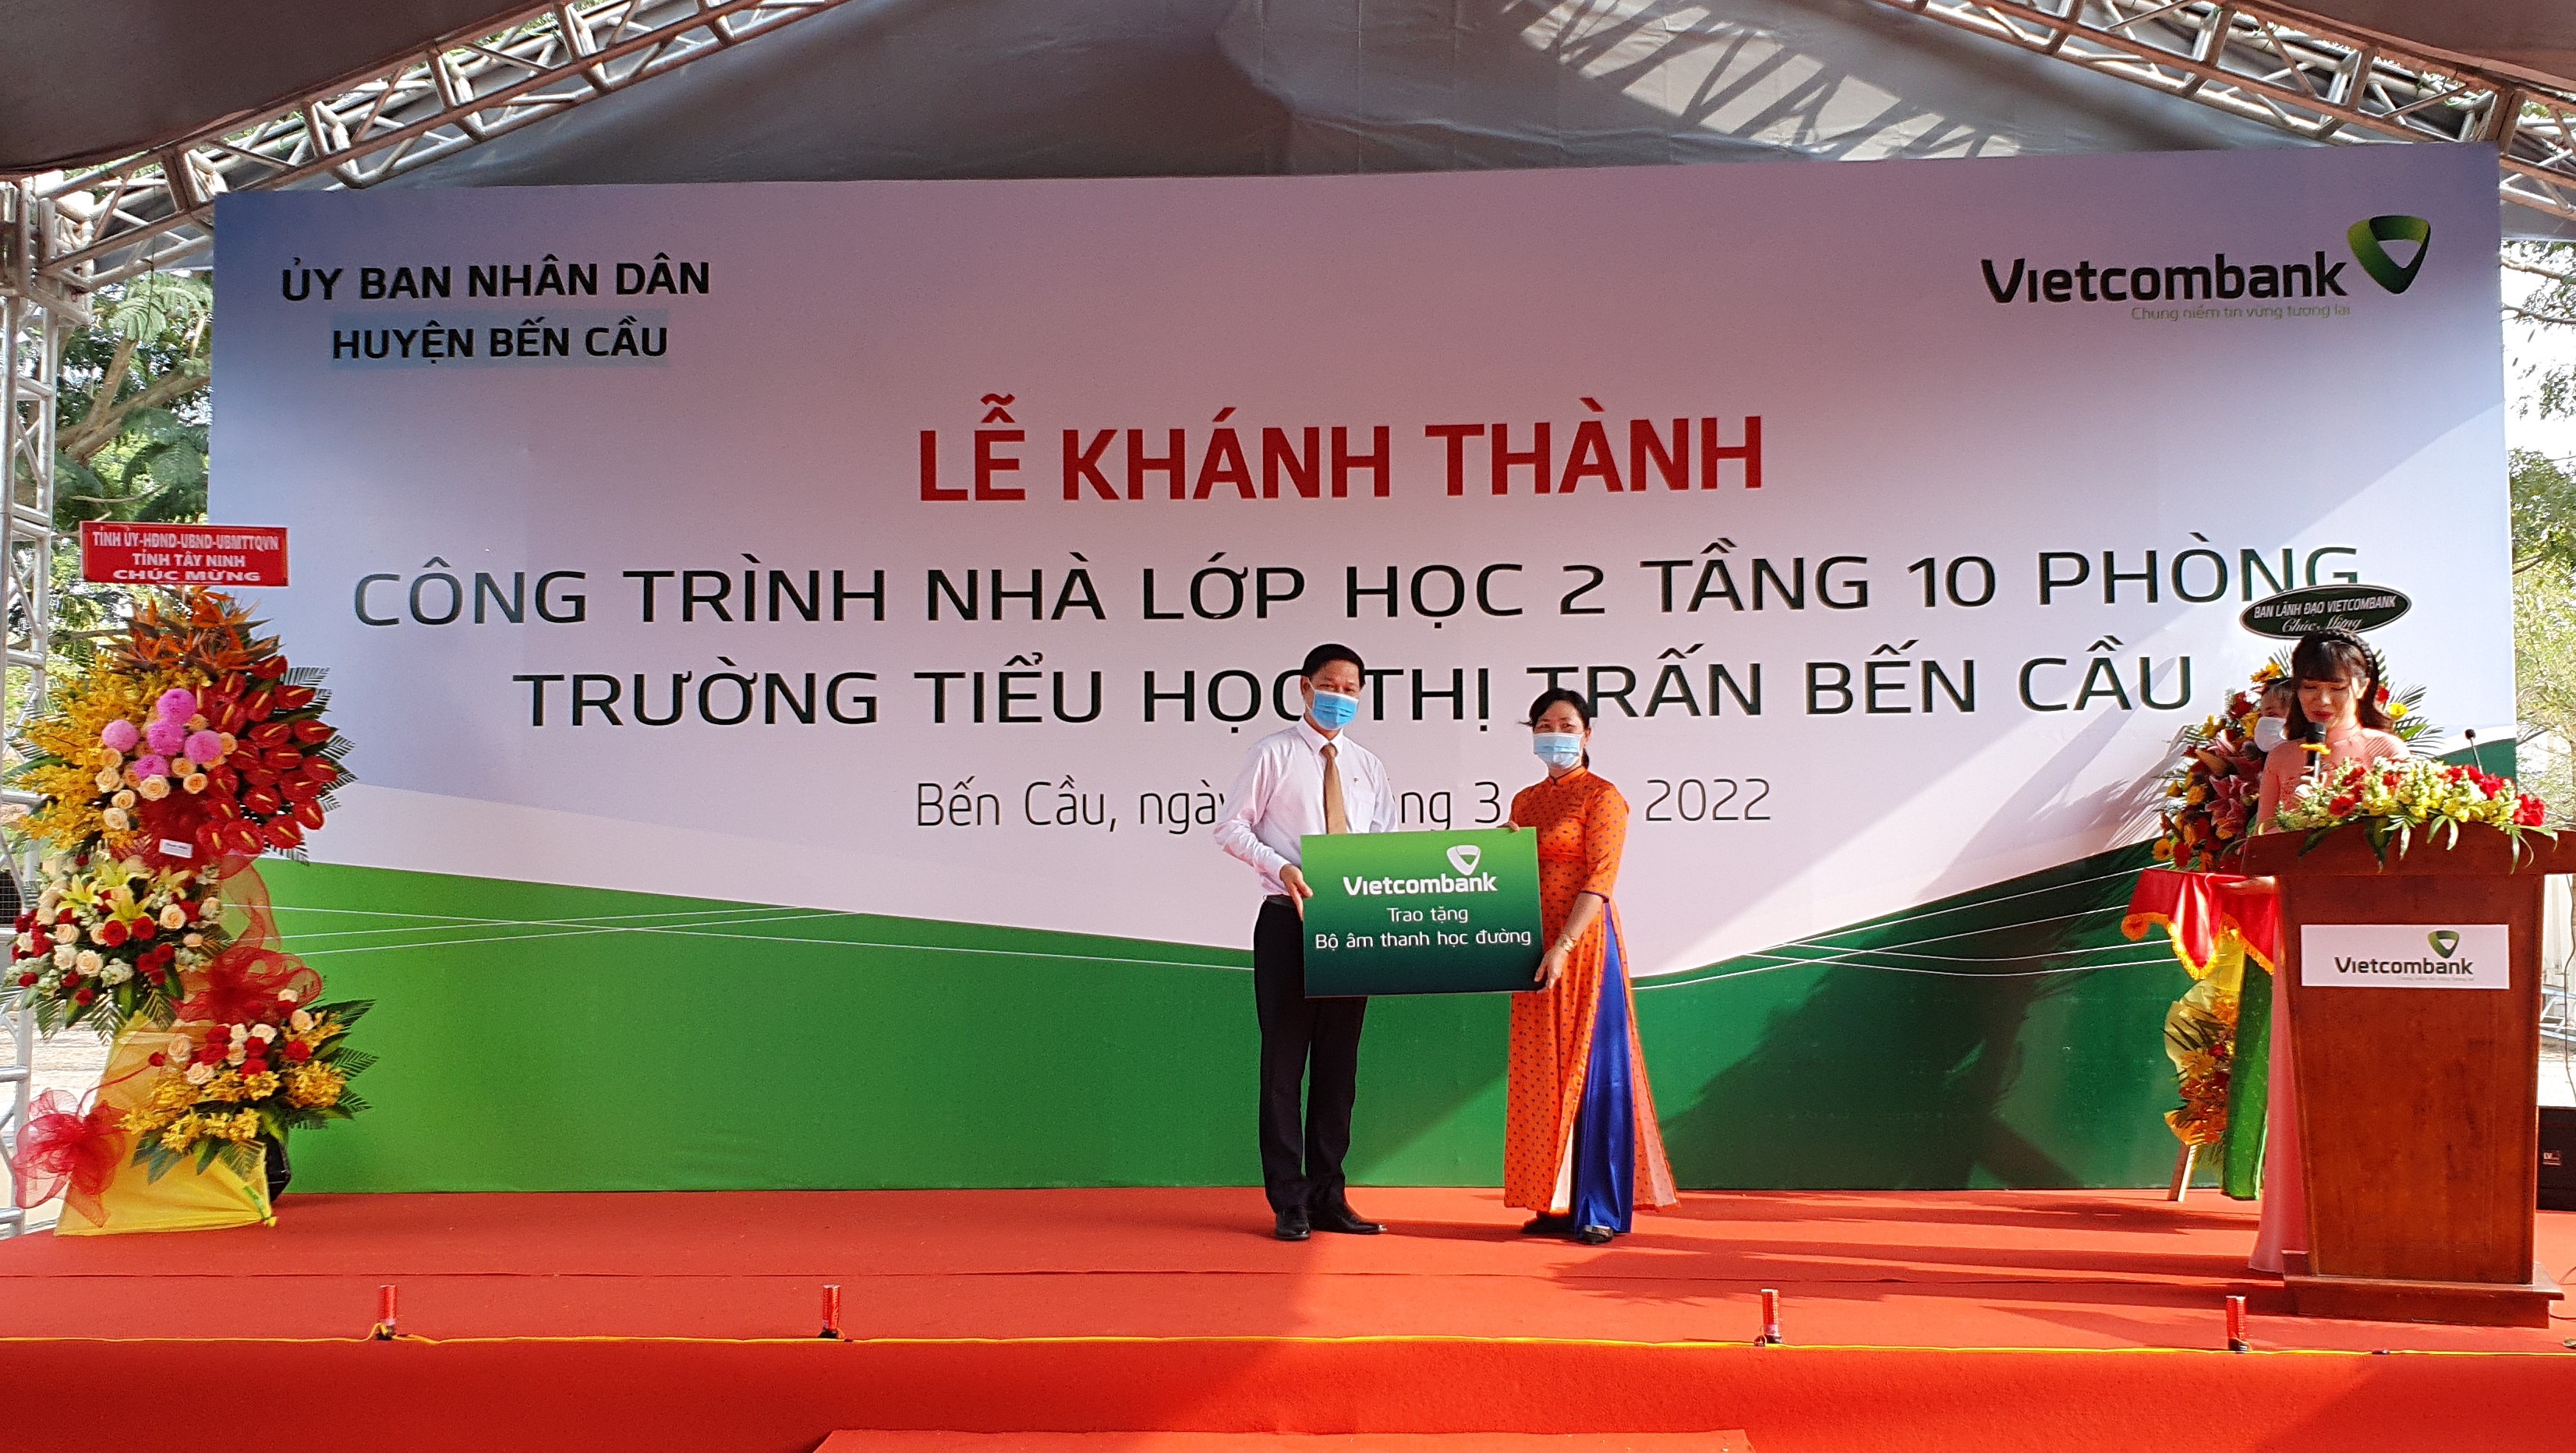 ỦY BAN NHÂN DÂN
HUYỆN BẾN CẦU
Vietcombank
Chung niềm tin vững tương lai
LỄ KHÁNH THÀNH
CÔNG TRÌNH NHÀ LỚP HỌC 2 TẦNG 10 PHÒNG
TRƯỜNG TIỂU HỌC THỊ TRẤN BẾN CẦU
Bến Cầu, ngày 3 2022
TỈNH ỦY-HĐND-UBND-UBMTTQVN
TỈNH TÂY NINH
CHÚC MỪNG
BAN LÃNH ĐẠO VIETCOMBANK
Chúc Mừng
Vietcombank
Trao tặng
Bộ âm thanh học đường
Vietcombank